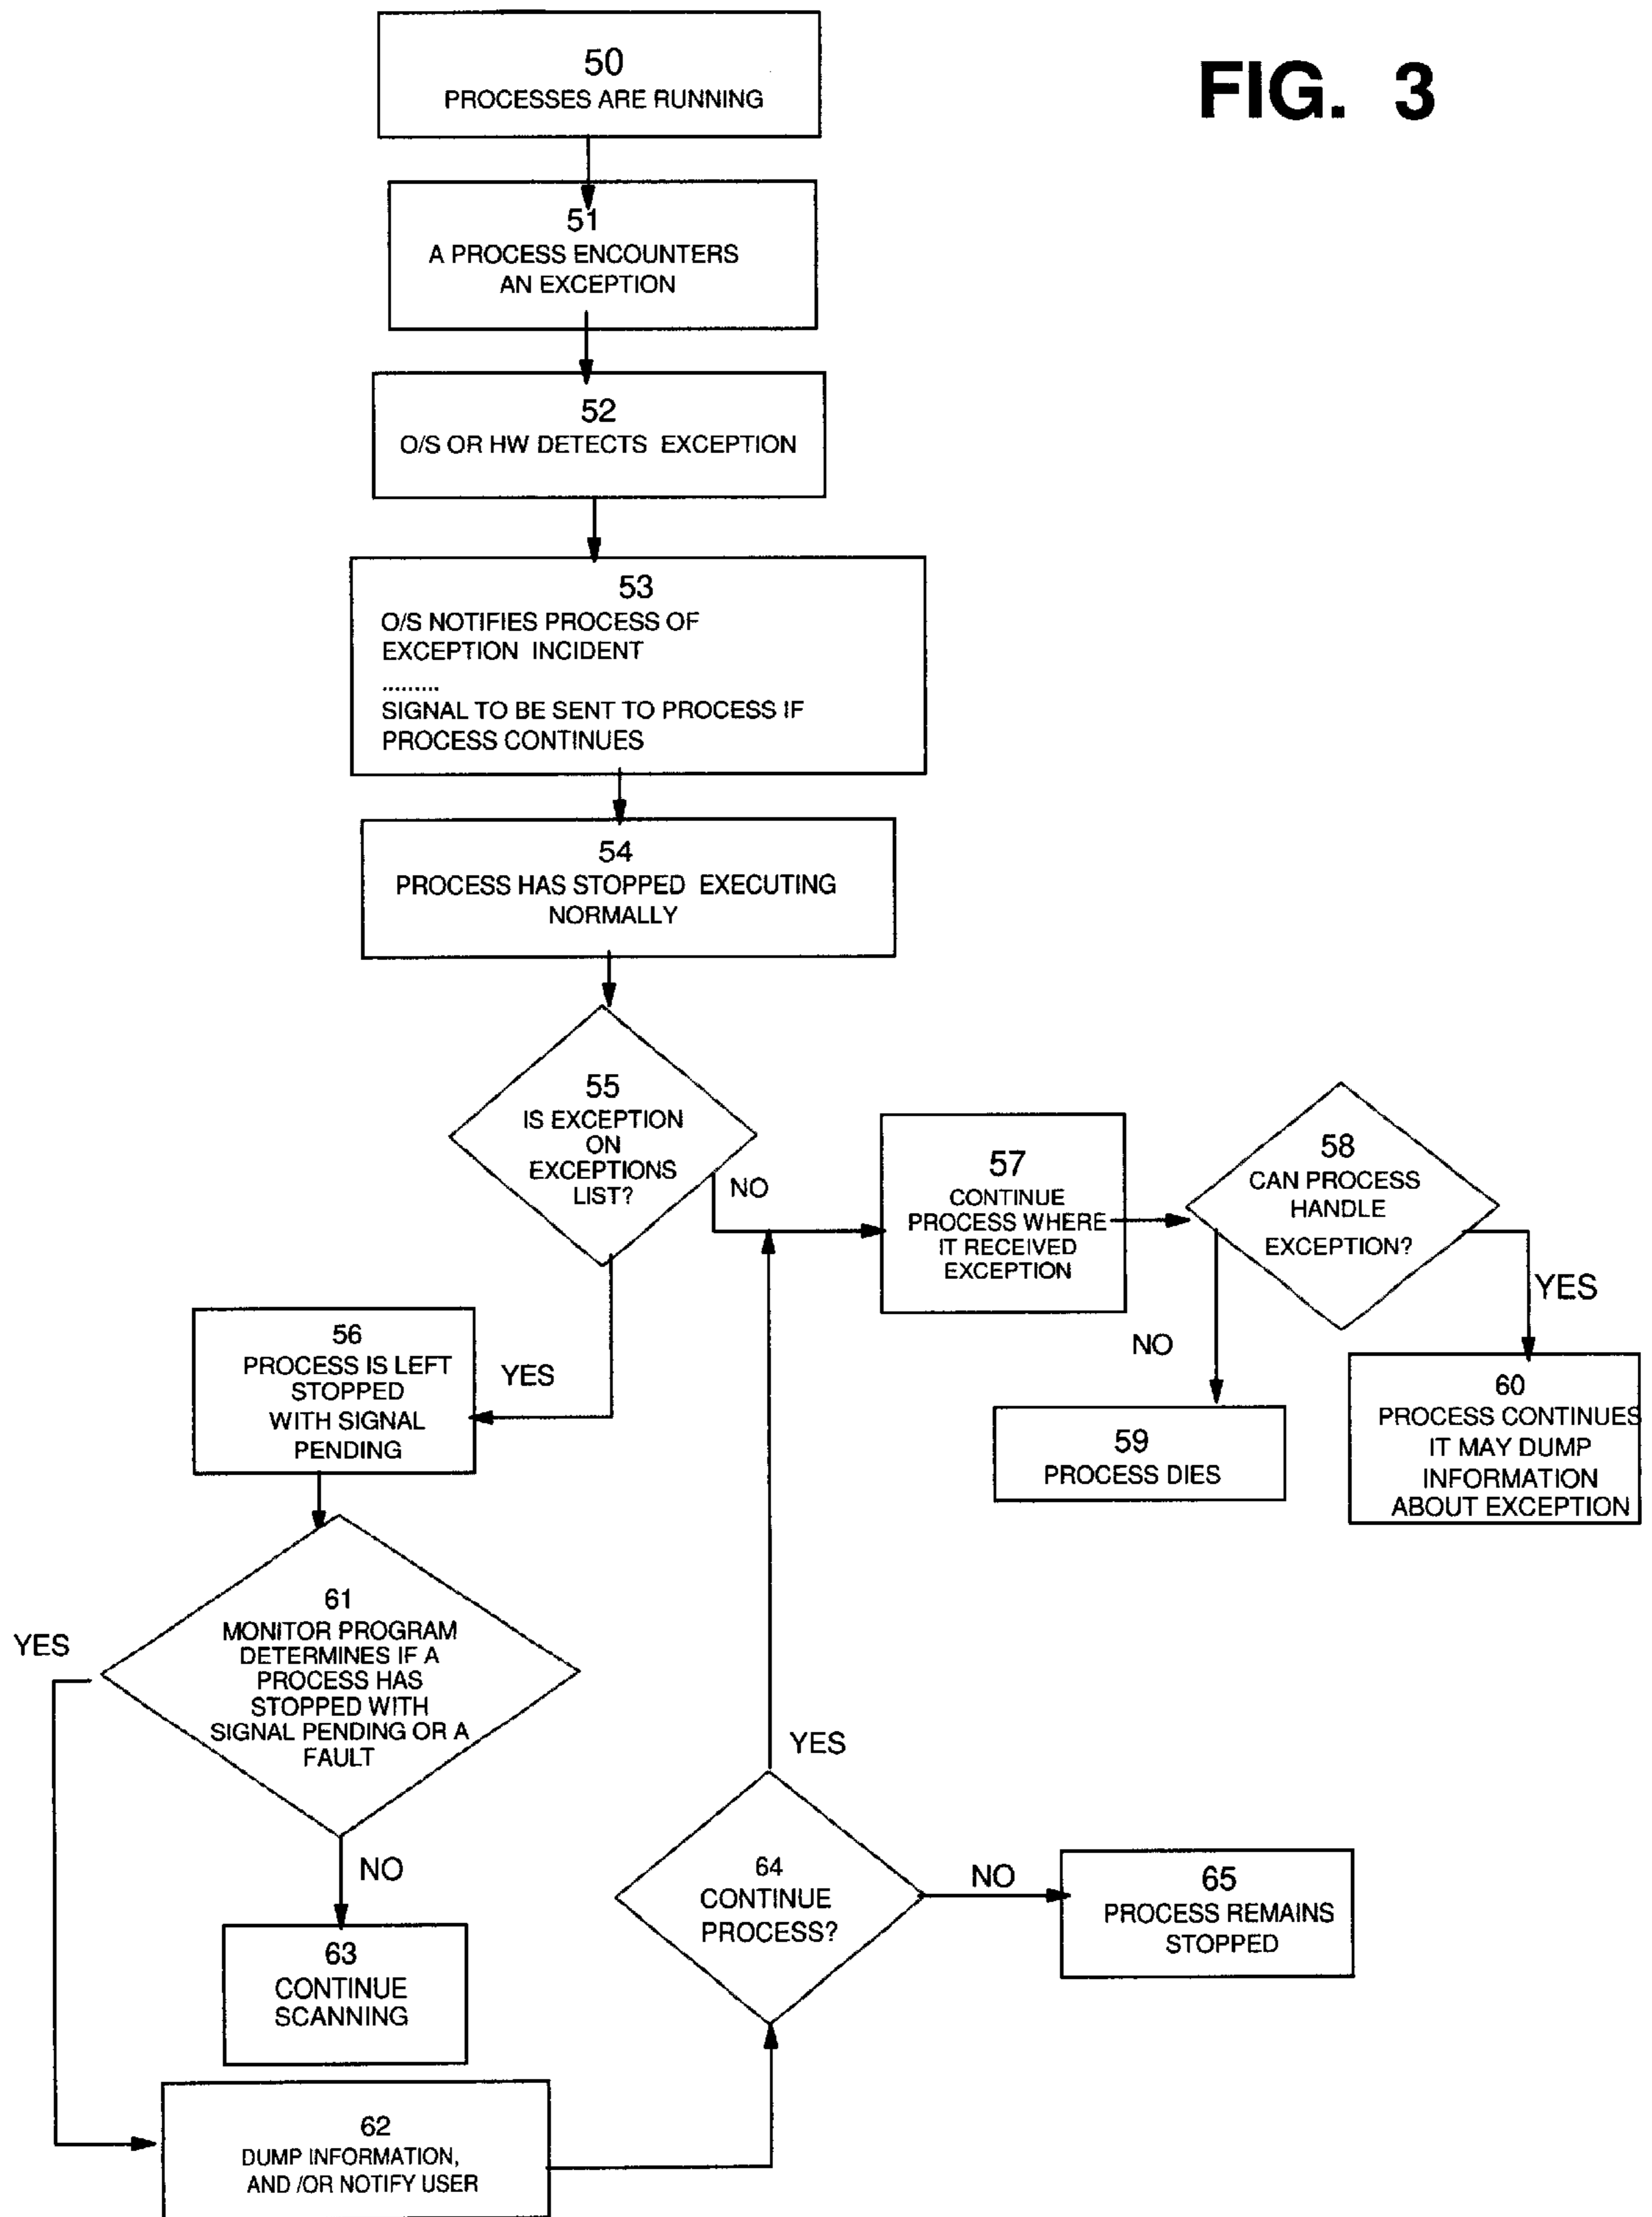 FIG. 3
50
PROCESSES ARE RUNNING
51
A PROCESS ENCOUNTERS
AN EXCEPTION
52
O/S OR HW DETECTS EXCEPTION
53
O/S NOTIFIES PROCESS OF
EXCEPTION INCIDENT
.........
SIGNAL TO BE SENT TO PROCESS IF
PROCESS CONTINUES
54
PROCESS HAS STOPPED EXECUTING
NORMALLY
55
IS EXCEPTION
ON
EXCEPTIONS
LIST?
NO
57
CONTINUE
PROCESS WHERE
IT RECEIVED
EXCEPTION
58
CAN PROCESS
HANDLE
EXCEPTION?
YES
NO
56
PROCESS IS LEFT
STOPPED
WITH SIGNAL
PENDING
YES
59
PROCESS DIES
60
PROCESS CONTINUES
IT MAY DUMP
INFORMATION
ABOUT EXCEPTION
61
MONITOR PROGRAM
DETERMINES IF A
PROCESS HAS
STOPPED WITH
SIGNAL PENDING OR A
FAULT
YES
NO
YES
64
CONTINUE
PROCESS?
NO
65
PROCESS REMAINS
STOPPED
63
CONTINUE
SCANNING
62
DUMP INFORMATION,
AND /OR NOTIFY USER